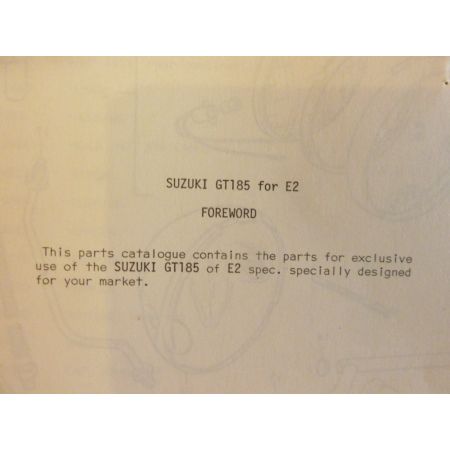 SUZUKI GT185 for E2
FOREWORD
This parts catalogue contains the parts for exclusive
use of the SUZUKI GT185 of E2 spec. specially designed
for your market.